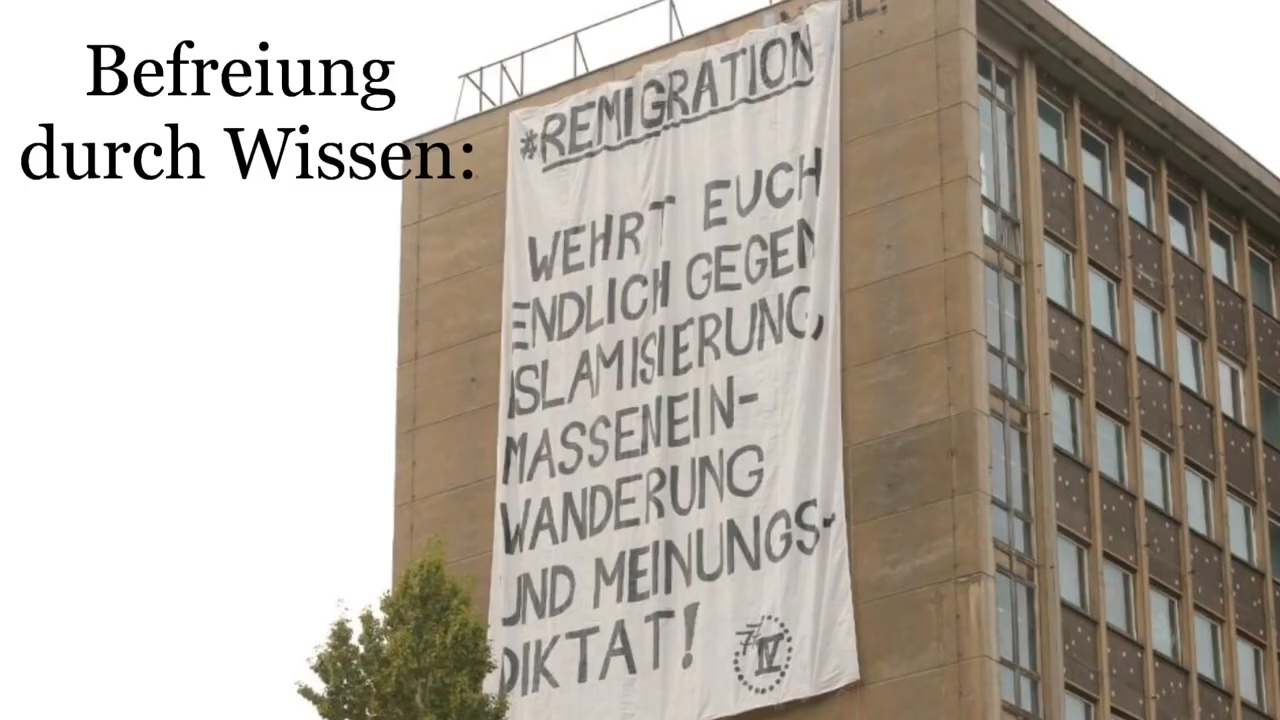 Befreiung
durch Wissen:
#REMIGRATION
WEHRT EUCH
ENDLICH GEGEN
ISLAMISIERUNG,
MASSENEIN-
WANDERUNG
UND MEINUNGS-
DIKTAT!